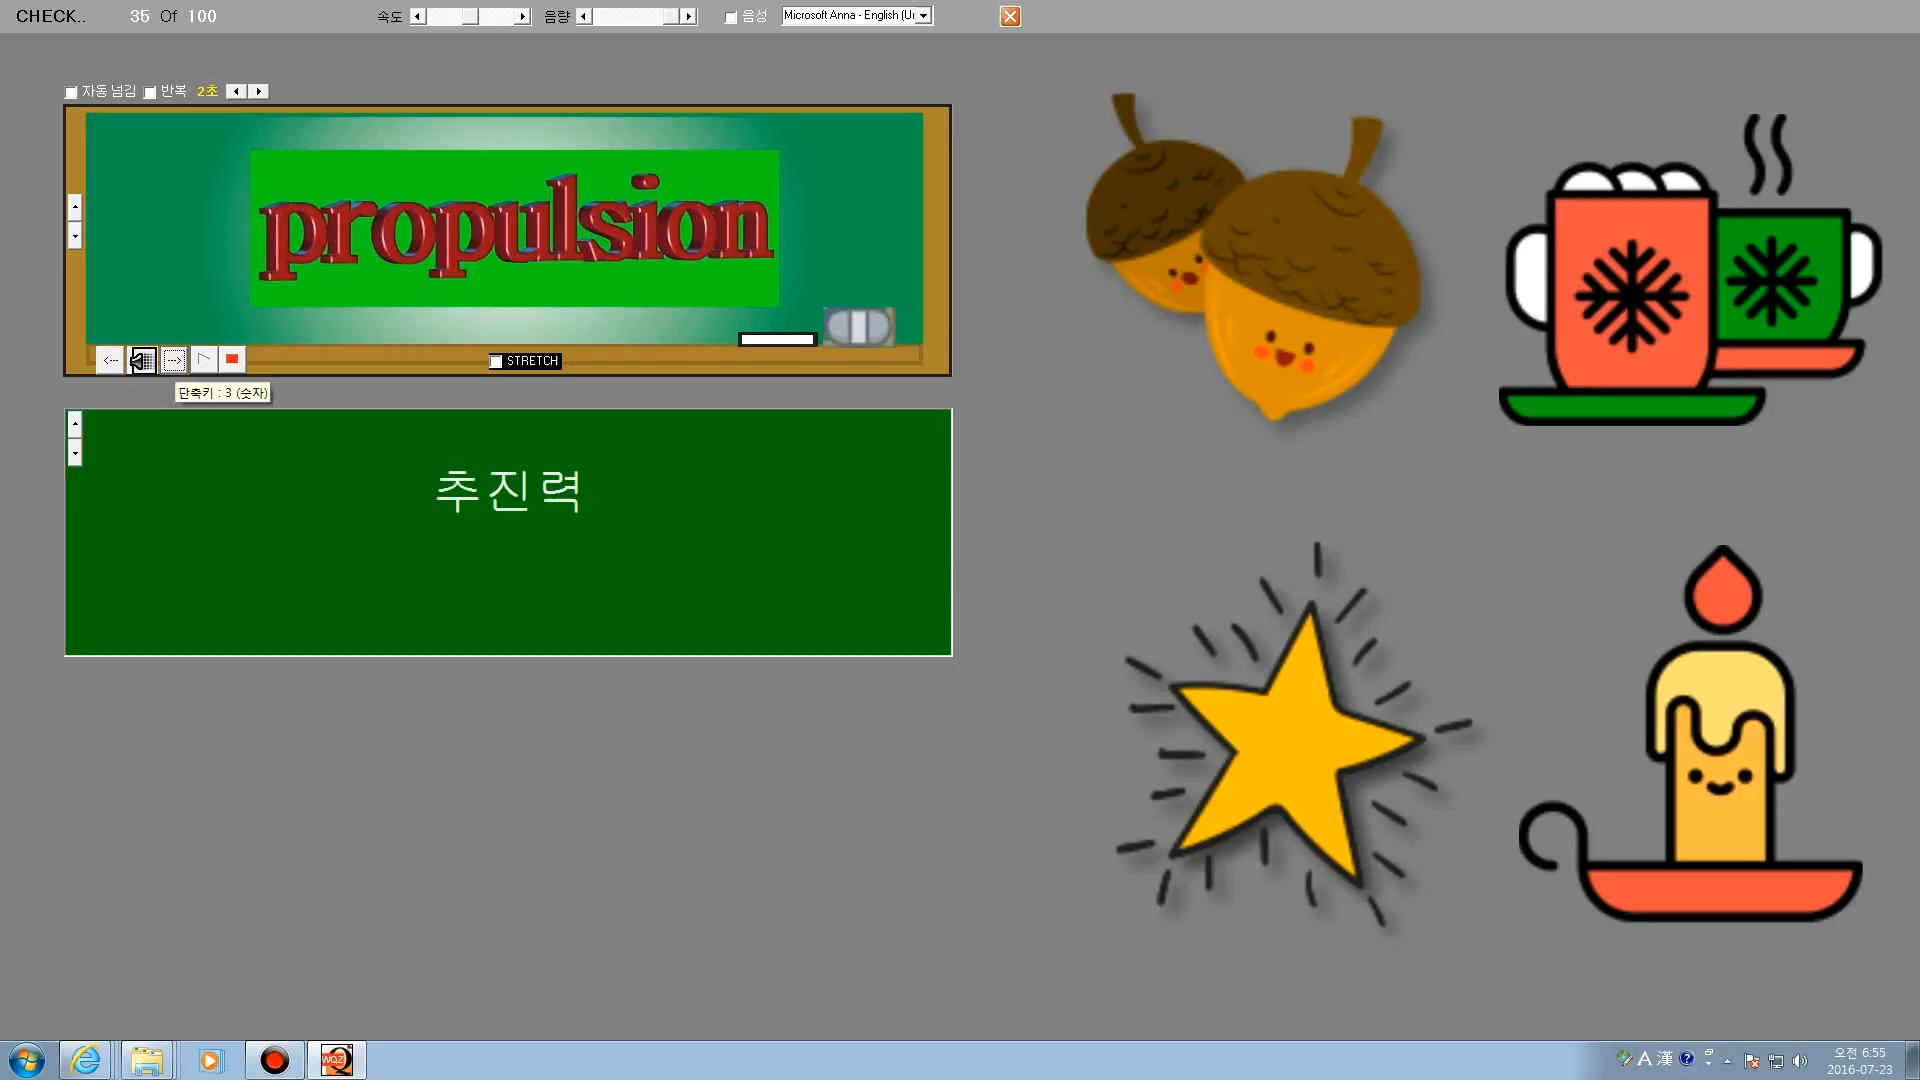 CHECK.. 35 Of 100 속도 음량 음성 Microsoft Anna - English (U
자동 넘김 반복 2초
propulsion
<--- ---> STRETCH
단축키 : 3 (숫자)
추진력
WQZ
A 漢 ? 오전 6:55
2016-07-23